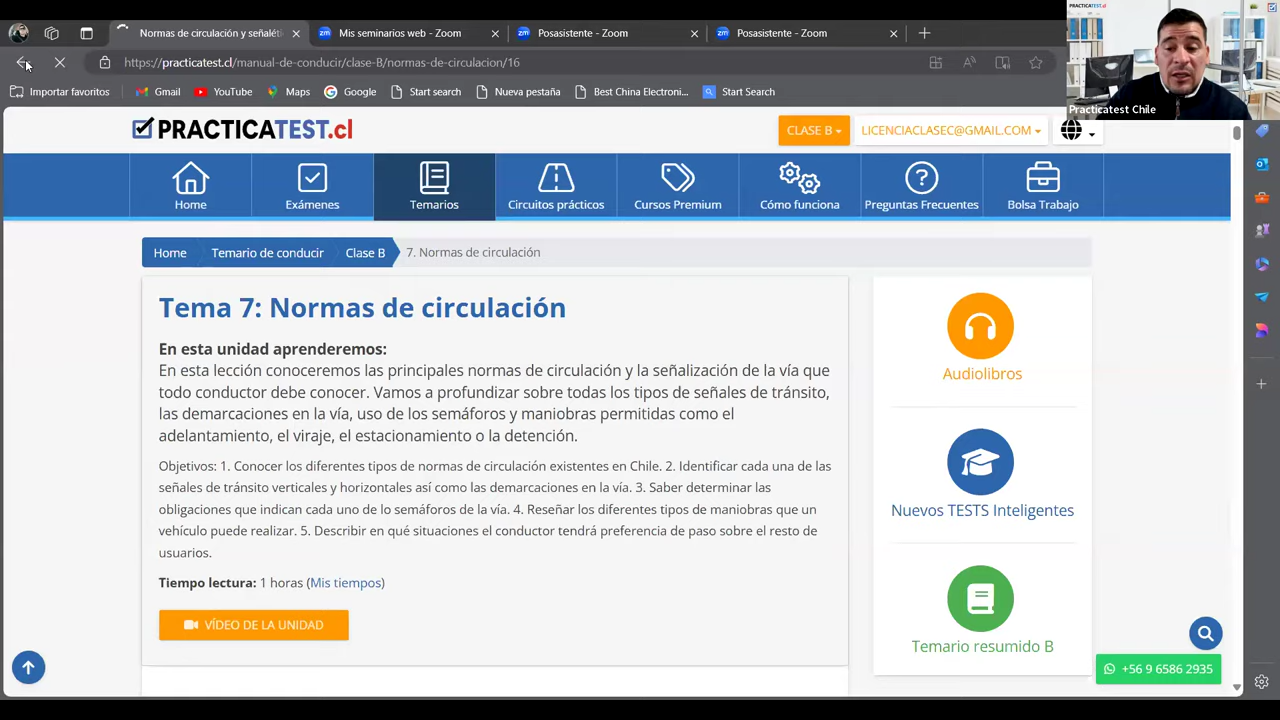 Normas de circulación y señalét
Mis seminarios web - Zoom
Posasistente - Zoom
Posasistente - Zoom
https://practicatest.cl/manual-de-conducir/clase-B/normas-de-circulacion/16
Importar favoritos
Gmail
YouTube
Maps
Google
Start search
Nueva pestaña
Best China Electroni...
Start Search
PRACTICATEST.cl
Practicatest Chile
PRACTICATEST.cl
CLASE B
LICENCIACLASEC@GMAIL.COM
Home
Exámenes
Temarios
Circuitos prácticos
Cursos Premium
Cómo funciona
Preguntas Frecuentes
Bolsa Trabajo
Home
Temario de conducir
Clase B
7. Normas de circulación
Tema 7: Normas de circulación
En esta unidad aprenderemos:
En esta lección conoceremos las principales normas de circulación y la señalización de la vía que
todo conductor debe conocer. Vamos a profundizar sobre todas los tipos de señales de tránsito,
las demarcaciones en la vía, uso de los semáforos y maniobras permitidas como el
adelantamiento, el viraje, el estacionamiento o la detención.
Objetivos: 1. Conocer los diferentes tipos de normas de circulación existentes en Chile. 2. Identificar cada una de las
señales de tránsito verticales y horizontales así como las demarcaciones en la vía. 3. Saber determinar las
obligaciones que indican cada uno de lo semáforos de la vía. 4. Reseñar los diferentes tipos de maniobras que un
vehículo puede realizar. 5. Describir en qué situaciones el conductor tendrá preferencia de paso sobre el resto de
usuarios.
Tiempo lectura: 1 horas (Mis tiempos)
VÍDEO DE LA UNIDAD
Audiolibros
Nuevos TESTS Inteligentes
Temario resumido B
+56 9 6586 2935